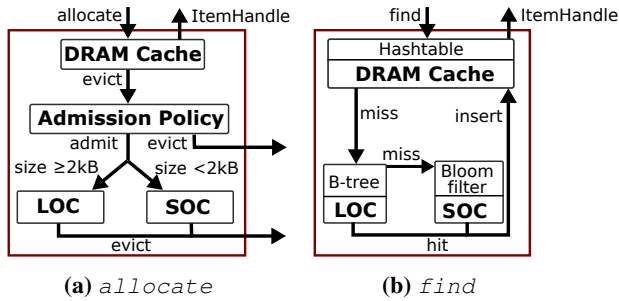 allocate
ItemHandle
DRAM Cache
evict
Admission Policy
admit
evict
size ≥2kB
size <2kB
LOC
SOC
evict
(a) allocate
find
ItemHandle
Hashtable
DRAM Cache
miss
insert
miss
B-tree
LOC
Bloom
filter
SOC
hit
(b) find